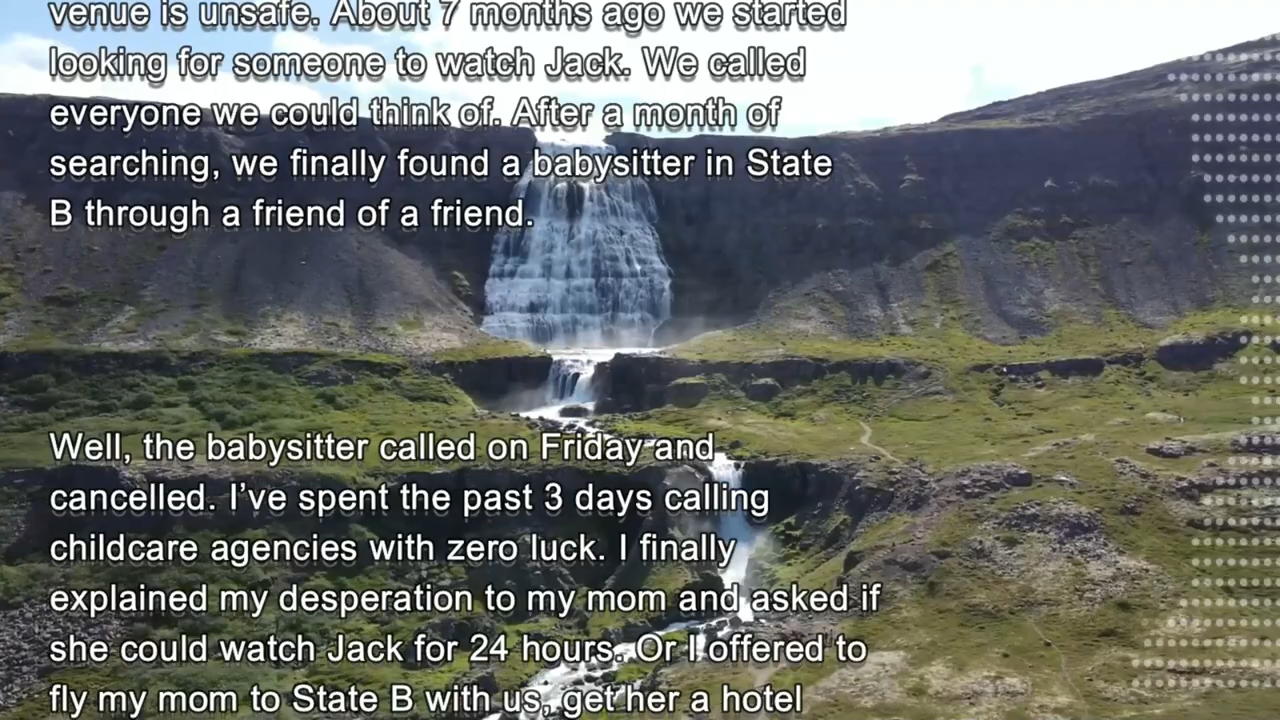 venue is unsafe. About 7 months ago we started
looking for someone to watch Jack. We called
everyone we could think of. After a month of
searching, we finally found a babysitter in State
B through a friend of a friend.
Well, the babysitter called on Friday and
cancelled. I’ve spent the past 3 days calling
childcare agencies with zero luck. I finally
explained my desperation to my mom and asked if
she could watch Jack for 24 hours. Or I offered to
fly my mom to State B with us, get her a hotel